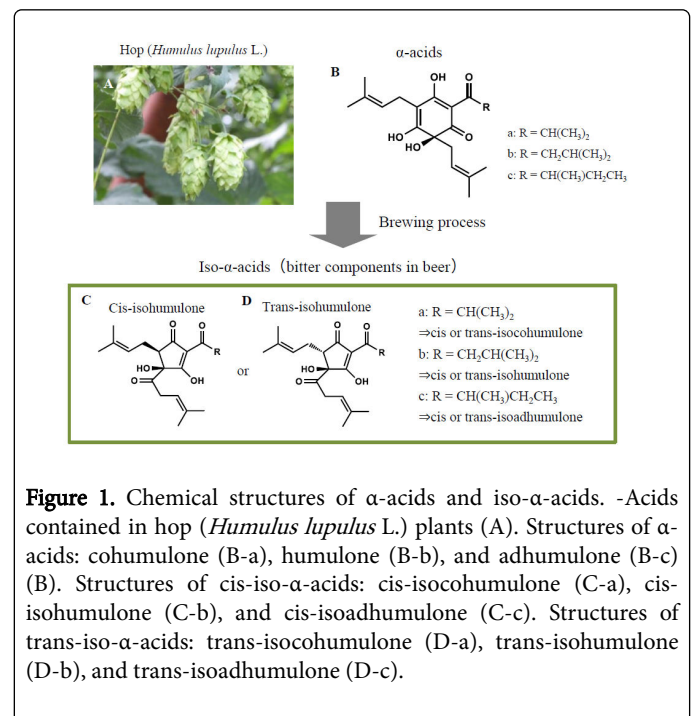 Hop (Humulus lupulus L.)
α-acids
A
B
OH
O
R
HO
HO
O
a: R = CH(CH₃)₂
b: R = CH₂CH(CH₃)₂
c: R = CH(CH₃)CH₂CH₃
Brewing process
Iso-α-acids (bitter components in beer)
C
Cis-isohumulone
D
Trans-isohumulone
O
O
R
HO
OH
O
or
O
O
R
HO
OH
O
a: R = CH(CH₃)₂
⇒cis or trans-isocohumulone
b: R = CH₂CH(CH₃)₂
⇒cis or trans-isohumulone
c: R = CH(CH₃)CH₂CH₃
⇒cis or trans-isoadhumulone
Figure 1. Chemical structures of α-acids and iso-α-acids. -Acids
contained in hop (Humulus lupulus L.) plants (A). Structures of α-
acids: cohumulone (B-a), humulone (B-b), and adhumulone (B-c)
(B). Structures of cis-iso-α-acids: cis-isocohumulone (C-a), cis-
isohumulone (C-b), and cis-isoadhumulone (C-c). Structures of
trans-iso-α-acids: trans-isocohumulone (D-a), trans-isohumulone
(D-b), and trans-isoadhumulone (D-c).